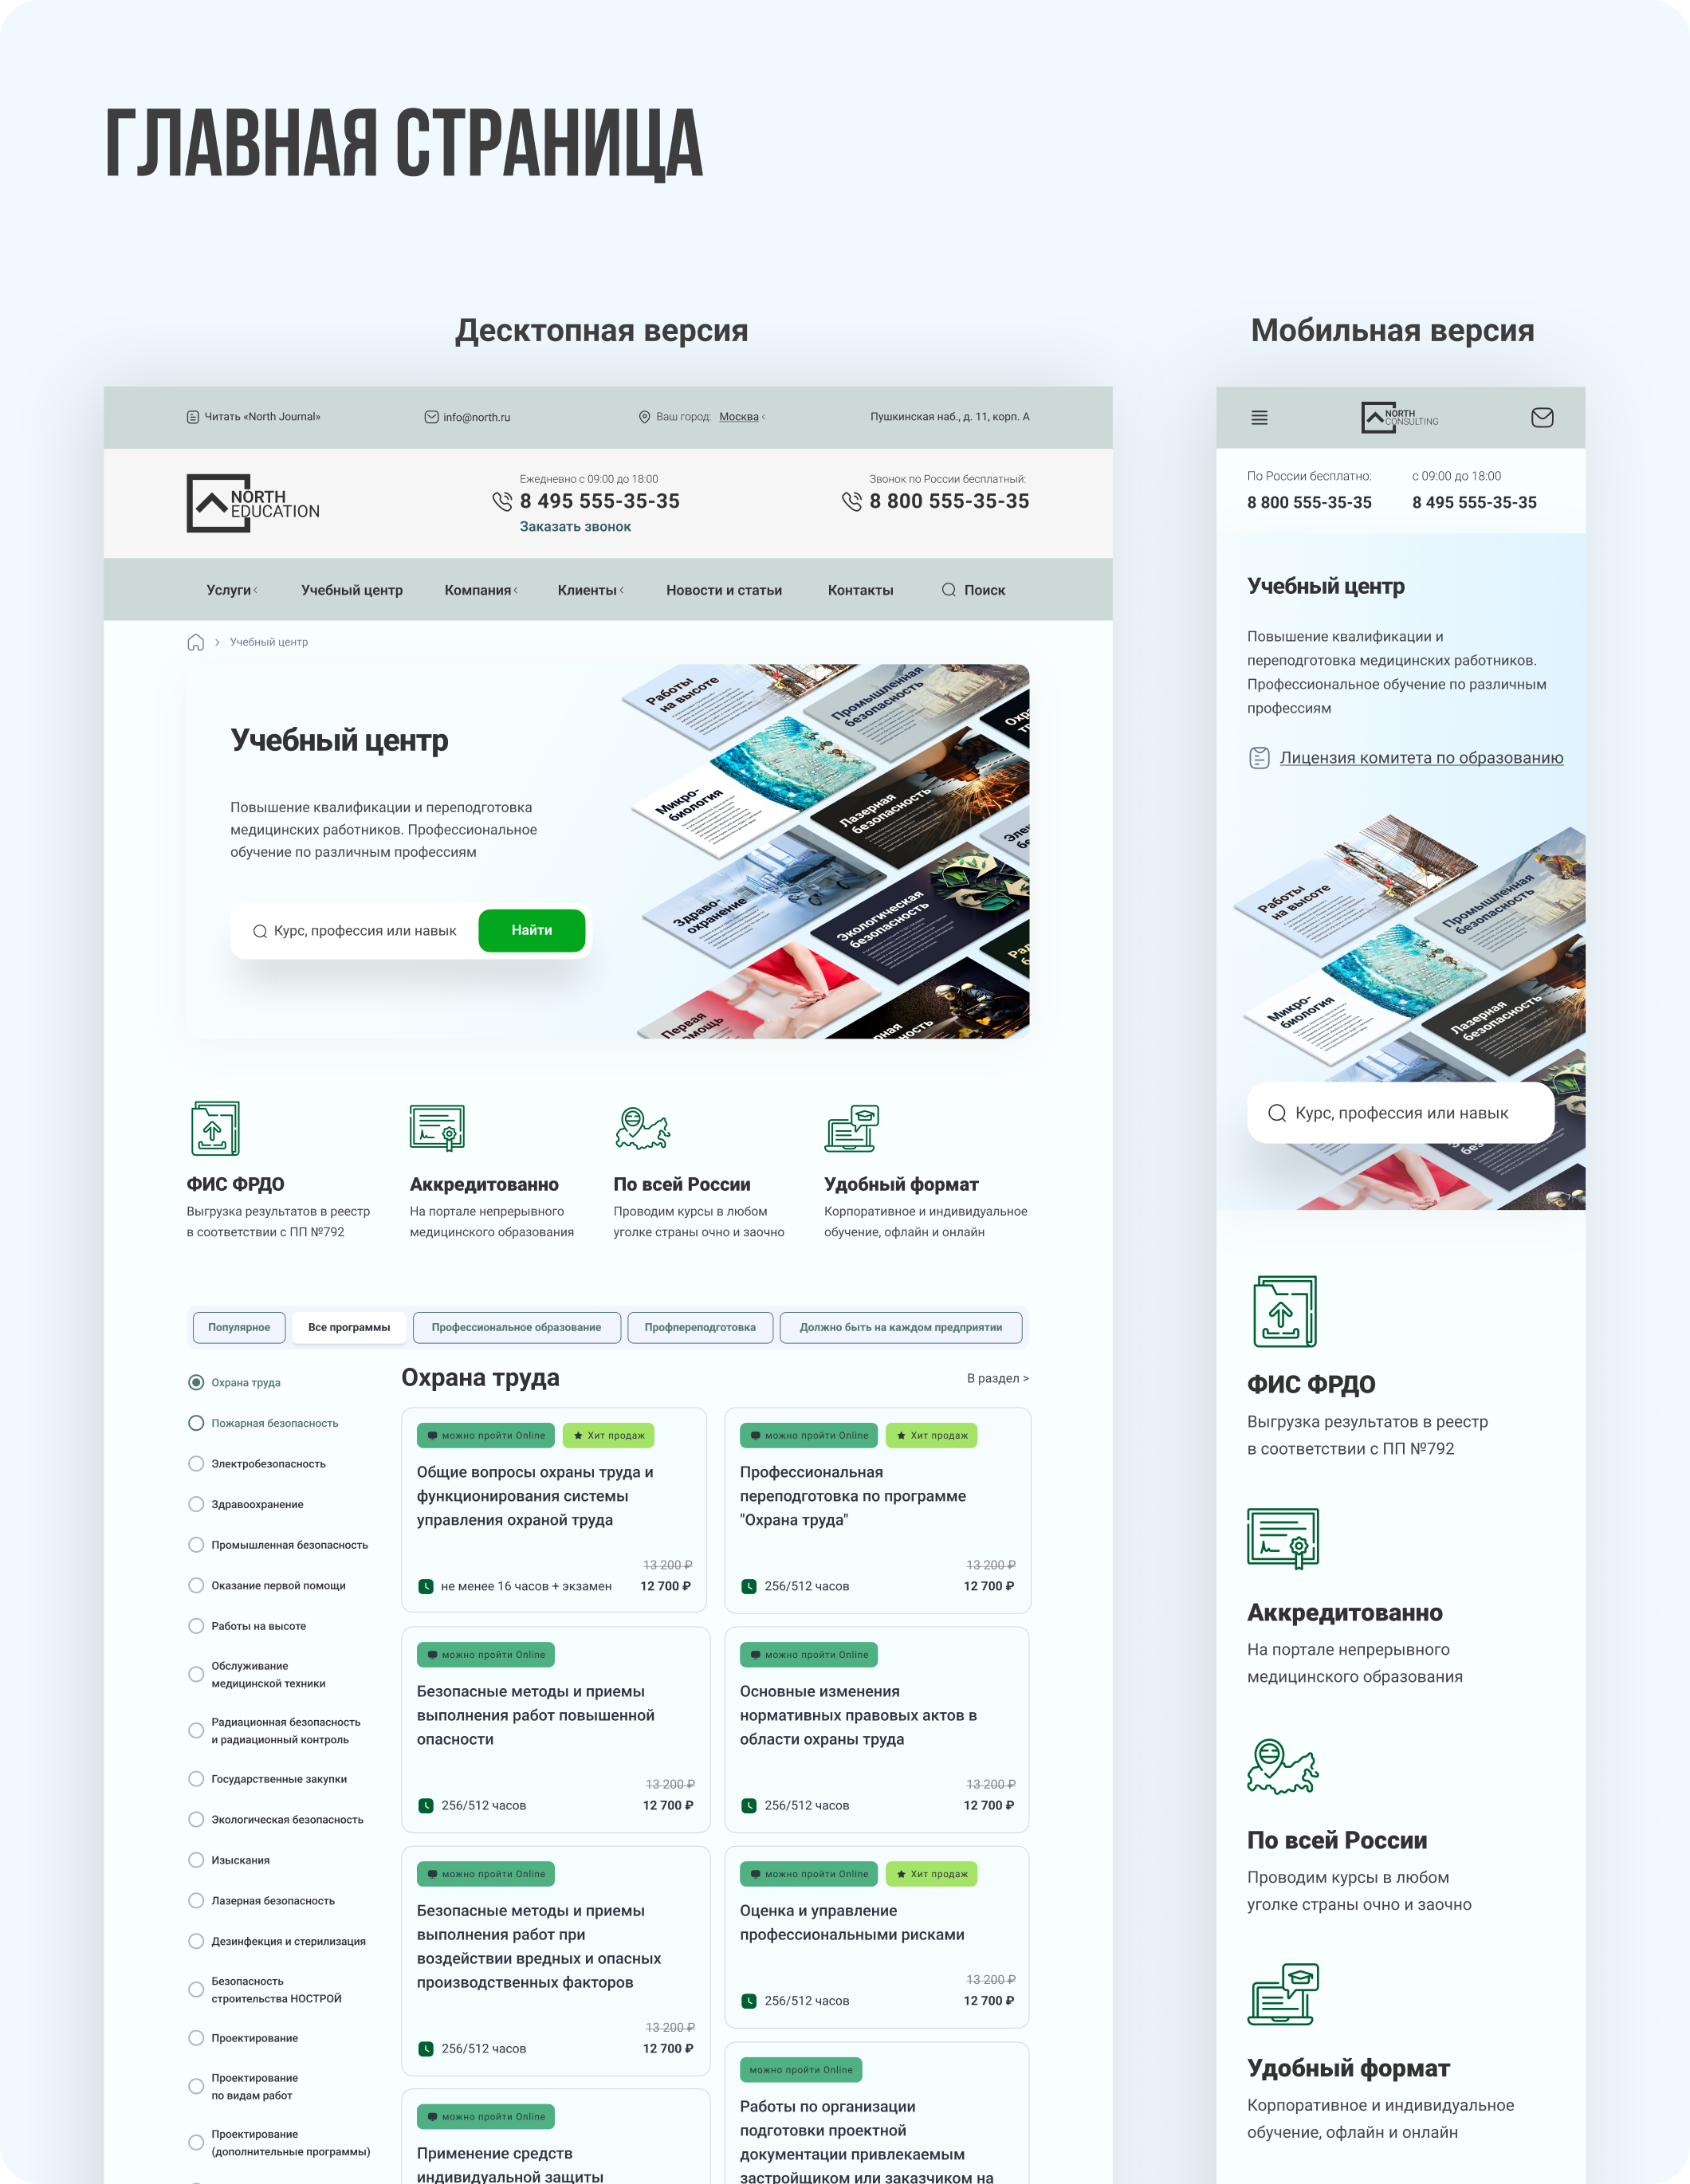 ГЛАВНАЯ СТРАНИЦА
Десктопная версия
Читать «North Journal»
info@north.ru
Ваш город: Москва
Пушкинская наб., д. 11, корп. А
NORTH
EDUCATION
Ежедневно с 09:00 до 18:00
8 495 555-35-35
Заказать звонок
Звонок по России бесплатный:
8 800 555-35-35
Услуги
Учебный центр
Компания
Клиенты
Новости и статьи
Контакты
Поиск
Учебный центр
Учебный центр
Повышение квалификации и переподготовка
медицинских работников. Профессиональное
обучение по различным профессиям
Курс, профессия или навык
Найти
Работы
на высоте
Промышленная
безопасность
Микро-
биология
Лазерная
безопасность
Здраво-
охранение
Экологическая
безопасность
Первая
ФИС ФРДО
Выгрузка результатов в реестр
в соответствии с ПП №792
Аккредитованно
На портале непрерывного
медицинского образования
По всей России
Проводим курсы в любом
уголке страны очно и заочно
Удобный формат
Корпоративное и индивидуальное
обучение, офлайн и онлайн
Популярное
Все программы
Профессиональное образование
Профпереподготовка
Должно быть на каждом предприятии
Охрана труда
Пожарная безопасность
Электробезопасность
Здравоохранение
Промышленная безопасность
Оказание первой помощи
Работы на высоте
Обслуживание
медицинской техники
Радиационная безопасность
и радиационный контроль
Государственные закупки
Экологическая безопасность
Изыскания
Лазерная безопасность
Дезинфекция и стерилизация
Безопасность
строительства НОСТРОЙ
Проектирование
Проектирование
по видам работ
Проектирование
(дополнительные программы)
Охрана труда
В раздел >
можно пройти Online
Хит продаж
Общие вопросы охраны труда и
функционирования системы
управления охраной труда
13 200 ₽
не менее 16 часов + экзамен
12 700 ₽
можно пройти Online
Хит продаж
Профессиональная
переподготовка по программе
"Охрана труда"
13 200 ₽
256/512 часов
12 700 ₽
можно пройти Online
Безопасные методы и приемы
выполнения работ повышенной
опасности
13 200 ₽
256/512 часов
12 700 ₽
можно пройти Online
Основные изменения
нормативных правовых актов в
области охраны труда
13 200 ₽
256/512 часов
12 700 ₽
можно пройти Online
Безопасные методы и приемы
выполнения работ при
воздействии вредных и опасных
производственных факторов
13 200 ₽
256/512 часов
12 700 ₽
можно пройти Online
Хит продаж
Оценка и управление
профессиональными рисками
13 200 ₽
256/512 часов
12 700 ₽
можно пройти Online
Применение средств
индивидуальной защиты
можно пройти Online
Работы по организации
подготовки проектной
документации привлекаемым
застройщиком или заказчиком на
Мобильная версия
NORTH
CONSULTING
По России бесплатно:
8 800 555-35-35
с 09:00 до 18:00
8 495 555-35-35
Учебный центр
Повышение квалификации и
переподготовка медицинских работников.
Профессиональное обучение по различным
профессиям
Лицензия комитета по образованию
Работы
на высоте
Промышленная
безопасность
Микро-
биология
Лазерная
безопасность
Курс, профессия или навык
ФИС ФРДО
Выгрузка результатов в реестр
в соответствии с ПП №792
Аккредитованно
На портале непрерывного
медицинского образования
По всей России
Проводим курсы в любом
уголке страны очно и заочно
Удобный формат
Корпоративное и индивидуальное
обучение, офлайн и онлайн